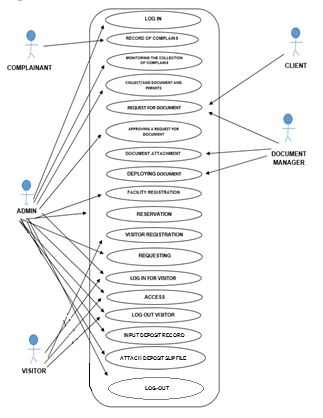 LOG IN
RECORD OF COMPLAINS
COMPLAINANT
MONITORING THE COLLECTION
OF COMPLAINS
CLIENT
COLLECT/ADD DOCUMENT AND
PERMITS
REQUEST FOR DOCUMENT
APPROVING A REQUEST FOR
DOCUMENT
DOCUMENT ATTACHMENT
DOCUMENT
MANAGER
DEPLOYING DOCUMENT
FACILITY REGISTRATION
ADMIN
RESERVATION
VISITOR REGISTRATION
REQUESTING
LOG IN FOR VISITOR
ACCESS
LOG OUT VISITOR
INPUT DEPOSIT RECORD
ATTACH DEPOSIT SLIP FILE
VISITOR
LOG-OUT